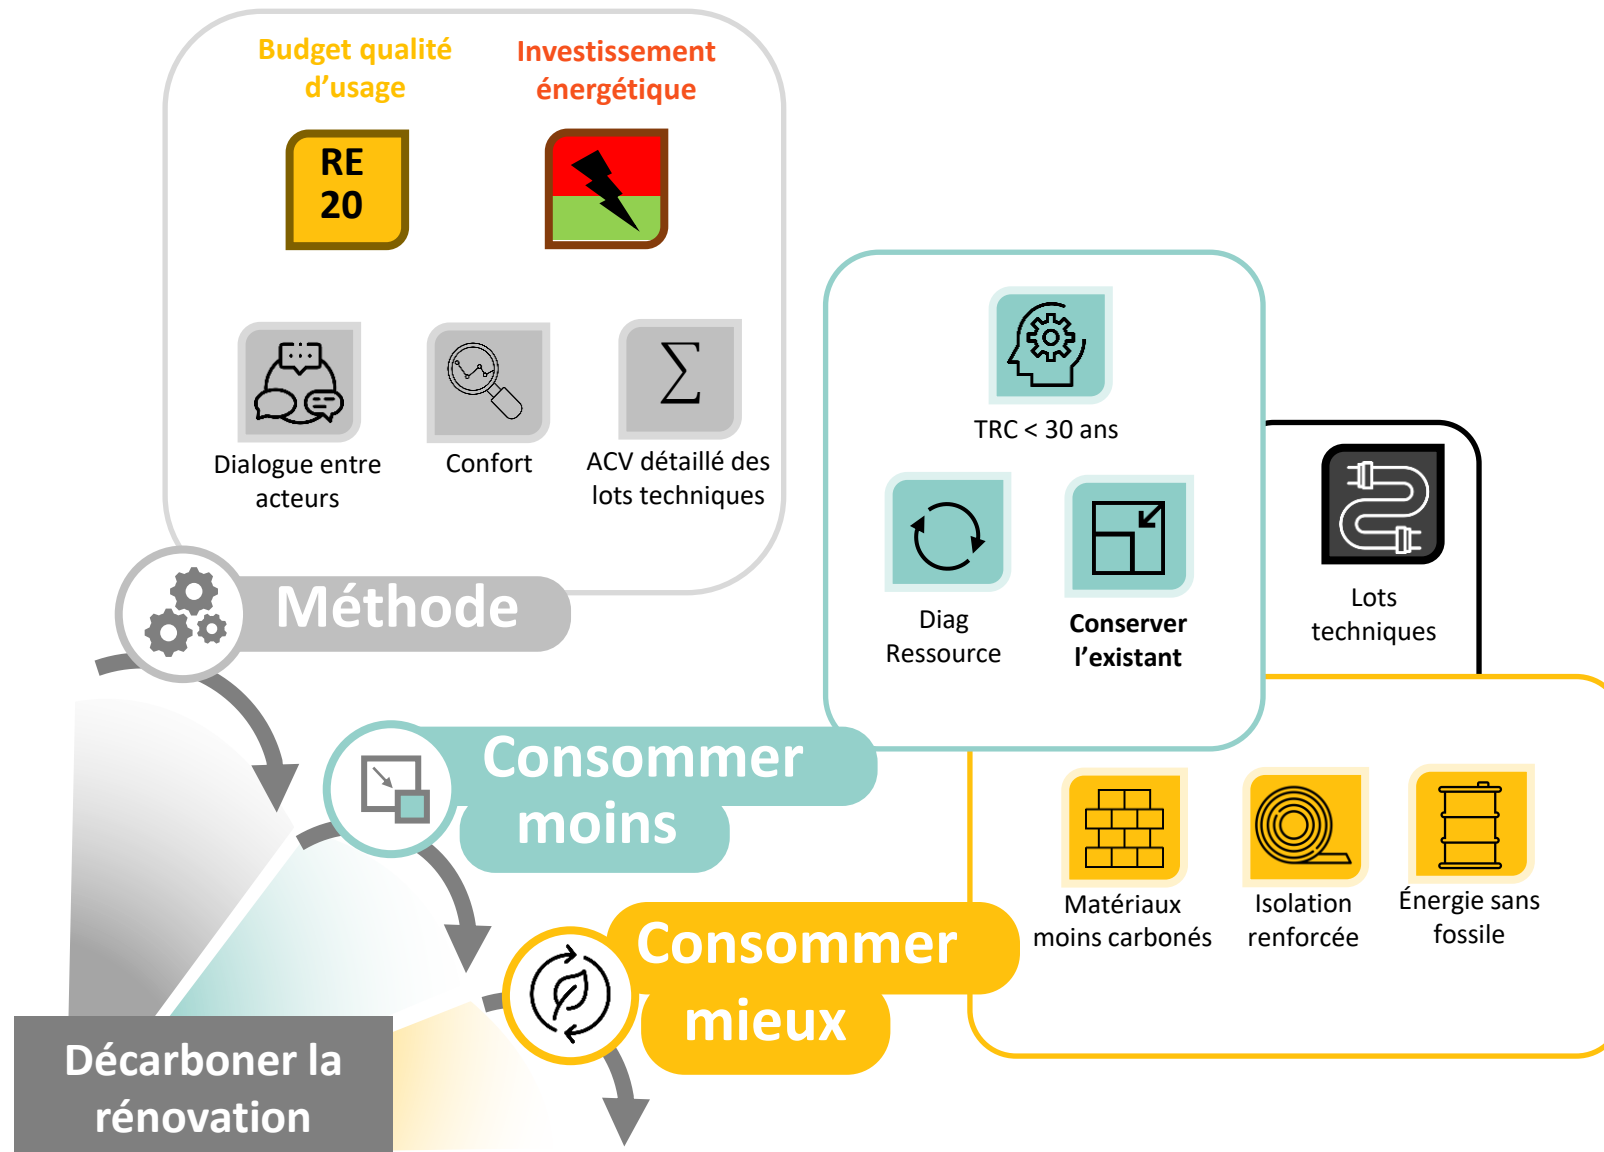 Budget qualité
d’usage
Investissement
énergétique
RE
20
Dialogue entre
acteurs
Confort
∑
ACV détaillé des
lots techniques
Méthode
TRC < 30 ans
Diag
Ressource
Conserver
l’existant
Lots
techniques
Consommer
moins
Matériaux
moins carbonés
Isolation
renforcée
Énergie sans
fossile
Consommer
mieux
Décarboner la
rénovation